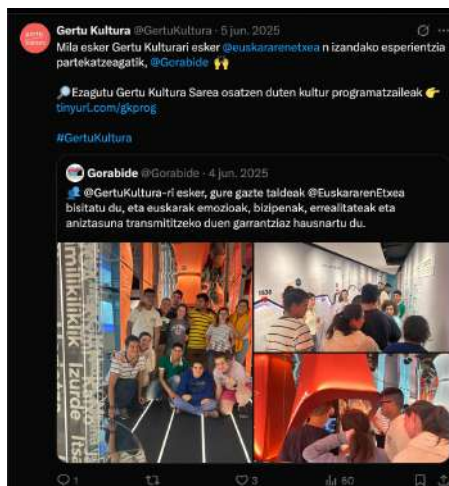 Gertu Kultura @GertuKultura · 5 jun. 2025
Mila esker Gertu Kulturari esker @euskararenetxea n izandako esperientzia
partekatzeagatik, @Gorabide 🙌
🔎Ezagutu Gertu Kultura Sarea osatzen duten kultur programatzaileak 👉
tinyurl.com/gkprog
#GertuKultura
Gorabide @Gorabide · 4 jun. 2025
👥 @GertuKultura-ri esker, gure gazte taldeak @EuskararenEtxea
bisitatu du, eta euskarak emozioak, bizipenak, errealitateak eta
aniztasuna transmititzeko duen garrantziaz hausnartu du.
Izurde
1638
1
3
60